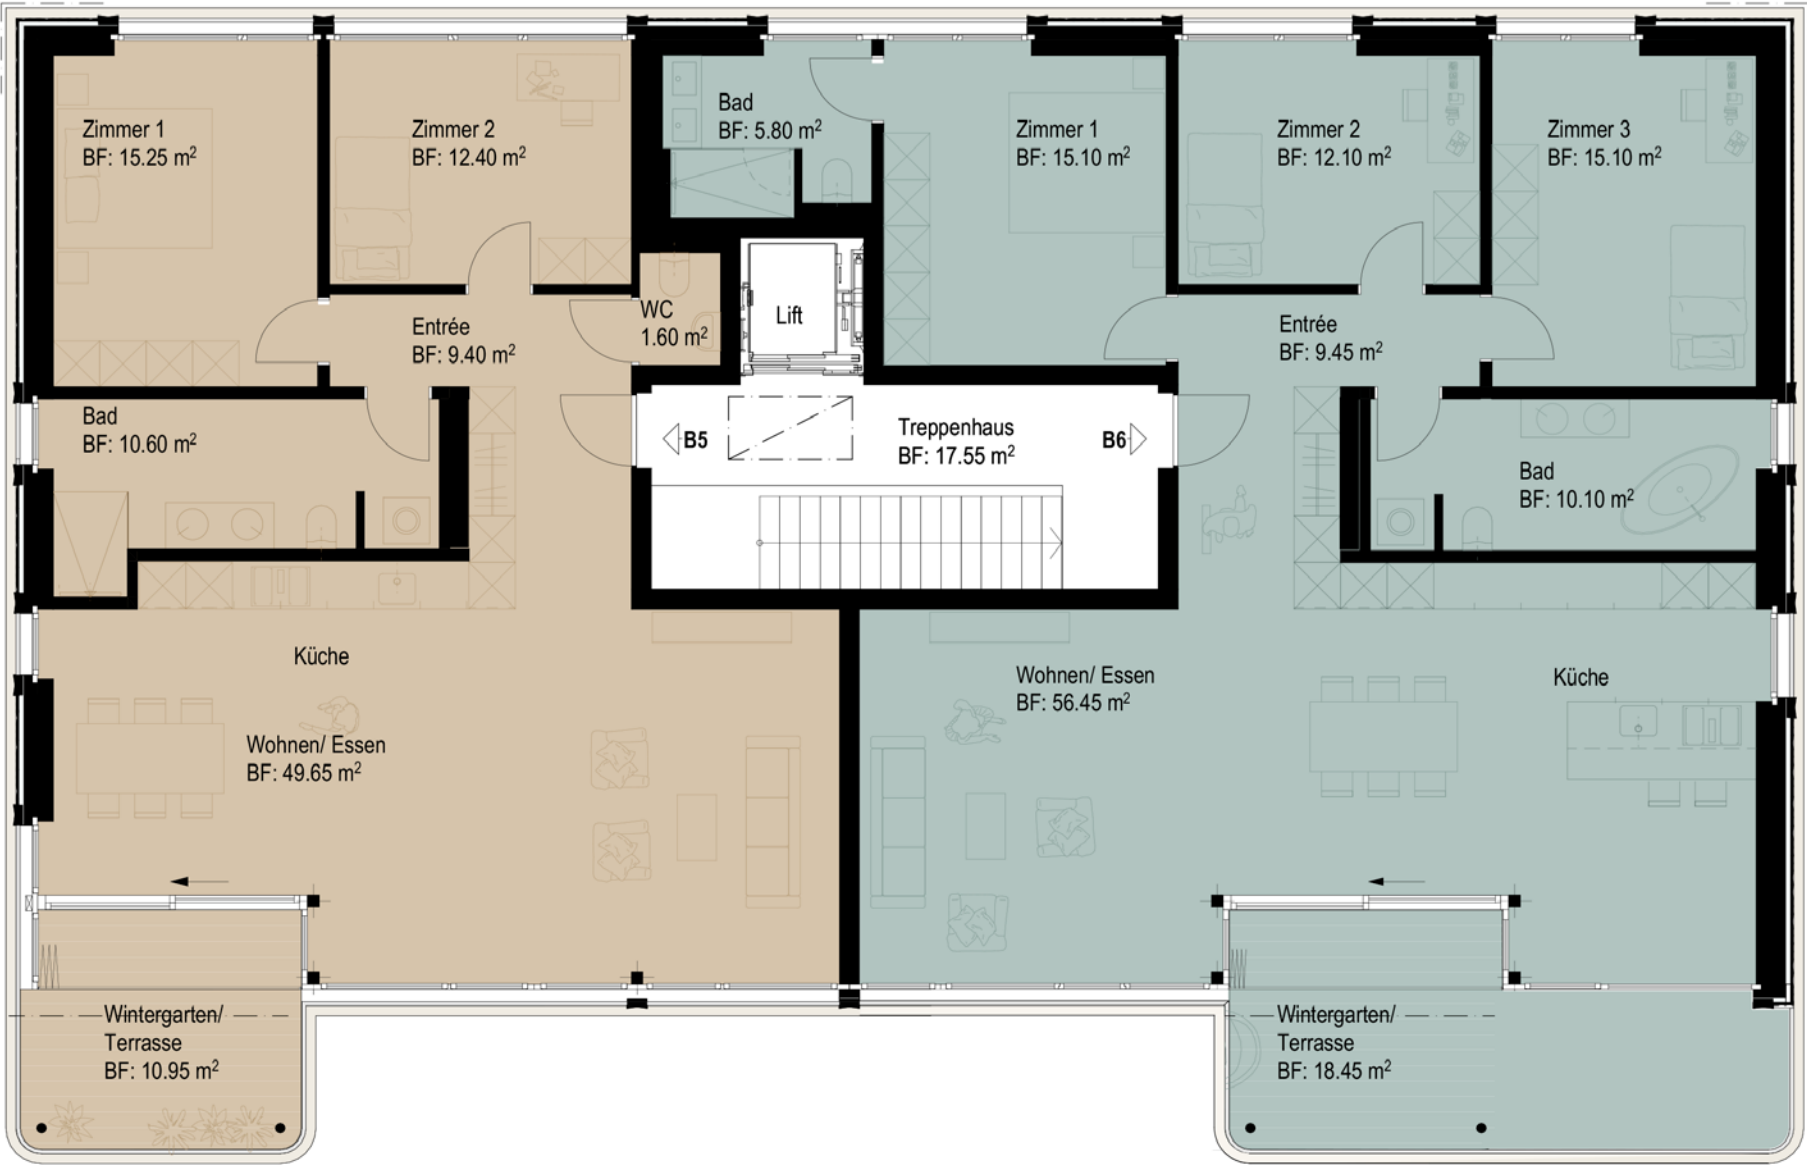 Zimmer 1
BF: 15.25 m²
Zimmer 2
BF: 12.40 m²
Bad
BF: 5.80 m²
Zimmer 1
BF: 15.10 m²
Zimmer 2
BF: 12.10 m²
Zimmer 3
BF: 15.10 m²
Entrée
BF: 9.40 m²
WC
1.60 m²
Lift
Entrée
BF: 9.45 m²
Bad
BF: 10.60 m²
B5
Treppenhaus
BF: 17.55 m²
B6
Bad
BF: 10.10 m²
Küche
Wohnen/ Essen
BF: 49.65 m²
Wohnen/ Essen
BF: 56.45 m²
Küche
Wintergarten/
Terrasse
BF: 10.95 m²
Wintergarten/
Terrasse
BF: 18.45 m²